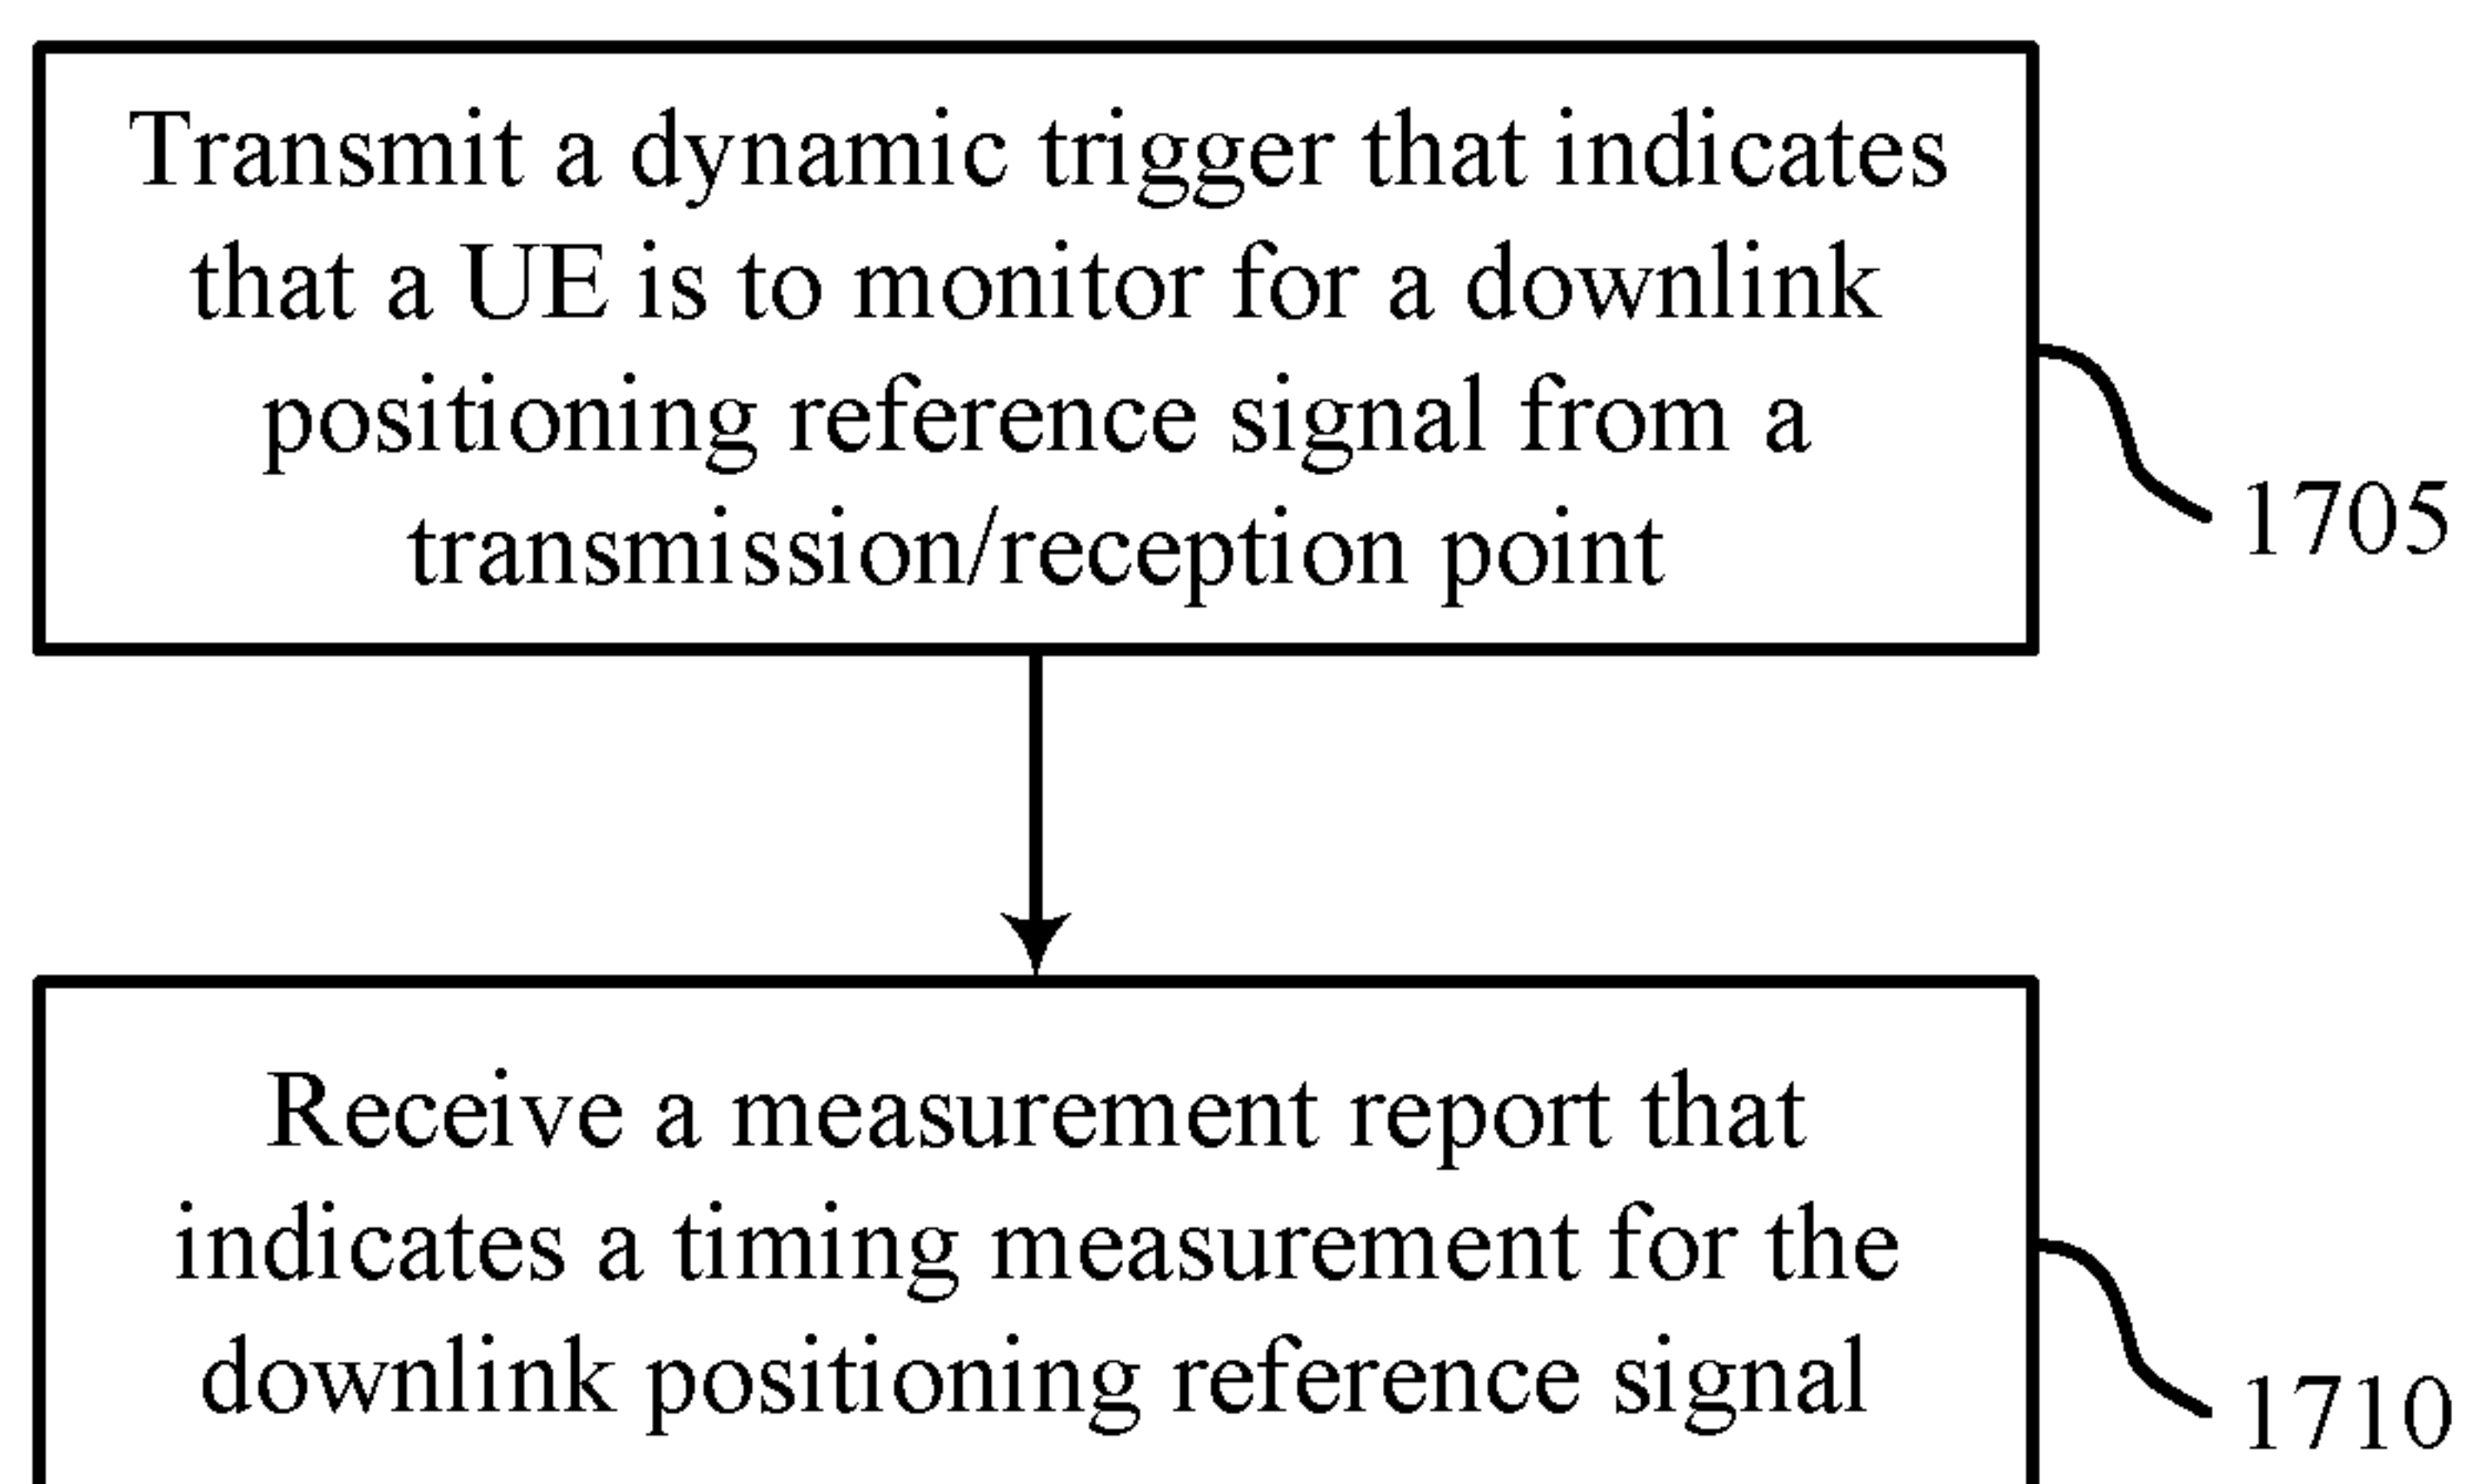 Transmit a dynamic trigger that indicates
that a UE is to monitor for a downlink
positioning reference signal from a
transmission/reception point
1705
Receive a measurement report that
indicates a timing measurement for the
downlink positioning reference signal
1710